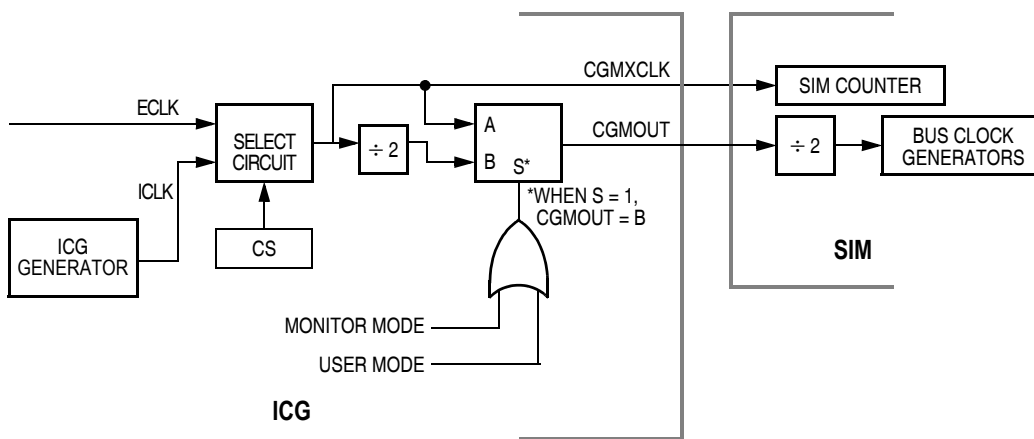 CGMXCLK
SIM COUNTER
ECLK
SELECT
CIRCUIT
÷ 2
A
B
S*
CGMOUT
÷ 2
BUS CLOCK
GENERATORS
ICLK
*WHEN S = 1,
CGMOUT = B
ICG
GENERATOR
CS
SIM
MONITOR MODE
USER MODE
ICG